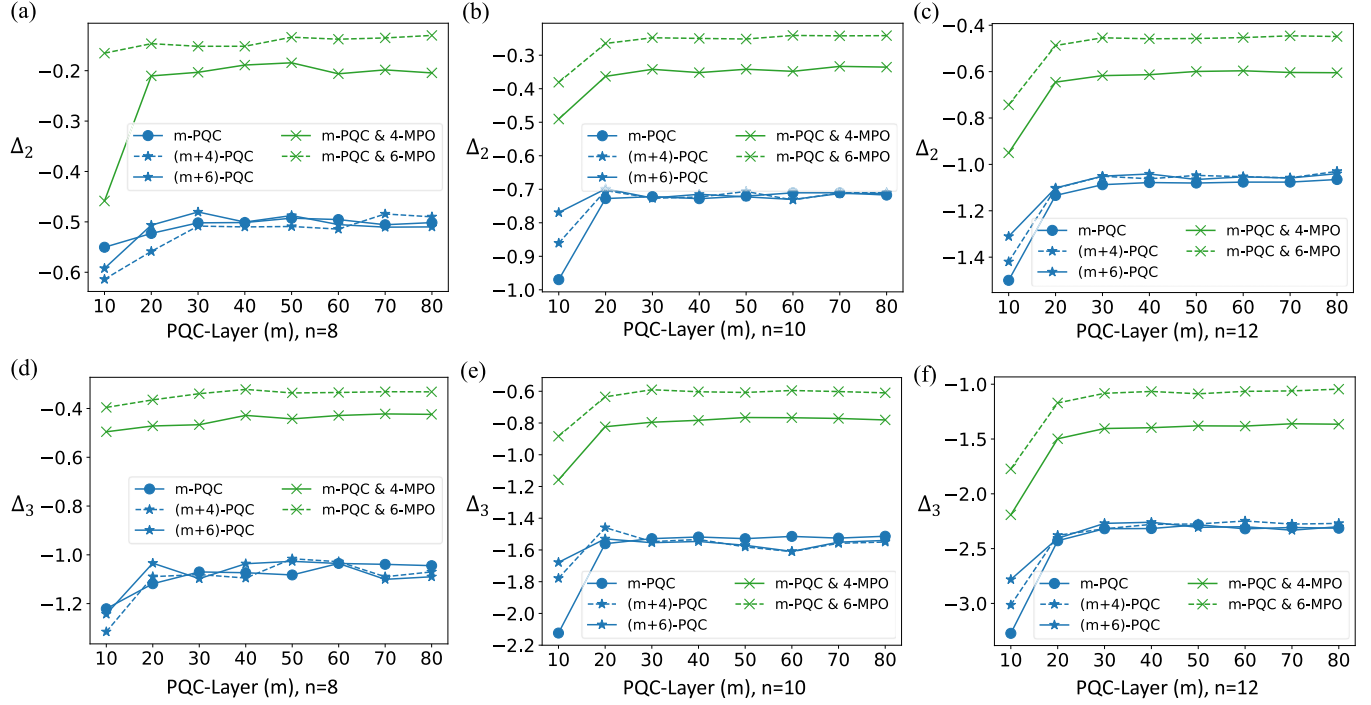 (a)
−0.2
−0.3
−0.4
−0.5
−0.6
Δ2
m-PQC
(m+4)-PQC
(m+6)-PQC
m-PQC & 4-MPO
m-PQC & 6-MPO
10 20 30 40 50 60 70 80
PQC-Layer (m), n=8
(b)
−0.3
−0.4
−0.5
−0.6
−0.7
−0.8
−0.9
−1.0
Δ2
m-PQC
(m+4)-PQC
(m+6)-PQC
m-PQC & 4-MPO
m-PQC & 6-MPO
10 20 30 40 50 60 70 80
PQC-Layer (m), n=10
(c)
−0.4
−0.6
−0.8
−1.0
−1.2
−1.4
Δ2
m-PQC
(m+4)-PQC
(m+6)-PQC
m-PQC & 4-MPO
m-PQC & 6-MPO
10 20 30 40 50 60 70 80
PQC-Layer (m), n=12
(d)
−0.4
−0.6
−0.8
−1.0
−1.2
Δ3
m-PQC
(m+4)-PQC
(m+6)-PQC
m-PQC & 4-MPO
m-PQC & 6-MPO
10 20 30 40 50 60 70 80
PQC-Layer (m), n=8
(e)
−0.6
−0.8
−1.0
−1.2
−1.4
−1.6
−1.8
−2.0
−2.2
Δ3
m-PQC
(m+4)-PQC
(m+6)-PQC
m-PQC & 4-MPO
m-PQC & 6-MPO
10 20 30 40 50 60 70 80
PQC-Layer (m), n=10
(f)
−1.0
−1.5
−2.0
−2.5
−3.0
Δ3
m-PQC
(m+4)-PQC
(m+6)-PQC
m-PQC & 4-MPO
m-PQC & 6-MPO
10 20 30 40 50 60 70 80
PQC-Layer (m), n=12